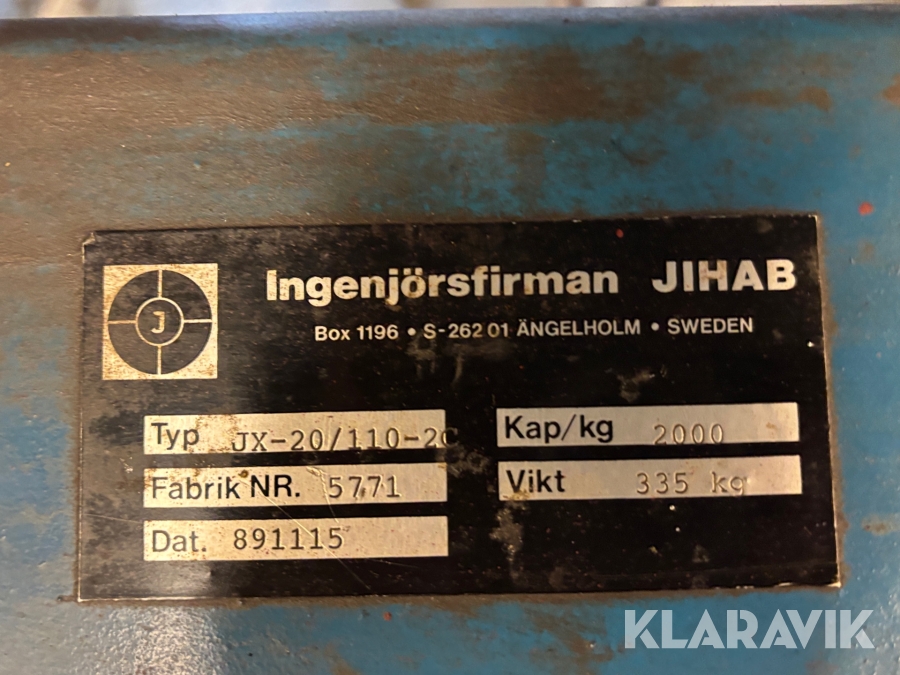 J
Ingenjörsfirman JIHAB
Box 1196 • S-262 01 ÄNGELHOLM • SWEDEN
Typ JX-20/110-2C
Kap/kg 2000
Fabrik NR. 5771
Vikt 335 kg
Dat. 891115
KLARAVIK